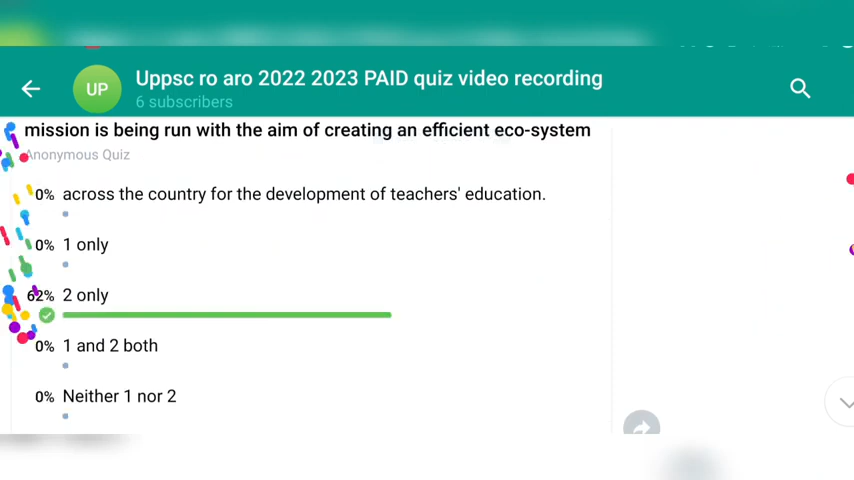 UP
Uppsc ro aro 2022 2023 PAID quiz video recording
6 subscribers
mission is being run with the aim of creating an efficient eco-system
Anonymous Quiz
0% across the country for the development of teachers' education.
0% 1 only
62% 2 only
0% 1 and 2 both
0% Neither 1 nor 2